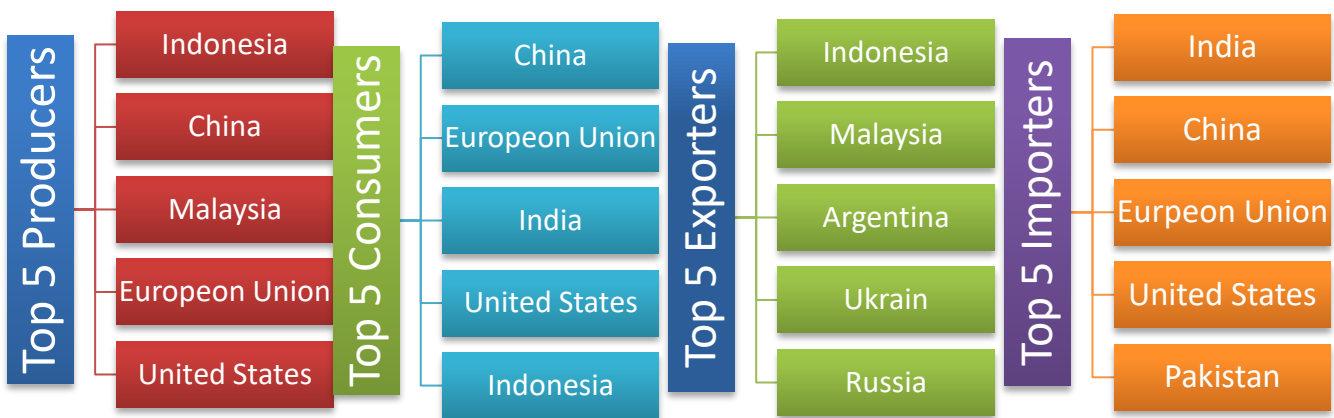 Top 5 Producers
Indonesia
China
Malaysia
Europeon Union
United States
Top 5 Consumers
China
Europeon Union
India
United States
Indonesia
Top 5 Exporters
Indonesia
Malaysia
Argentina
Ukrain
Russia
Top 5 Importers
India
China
Eurpeon Union
United States
Pakistan